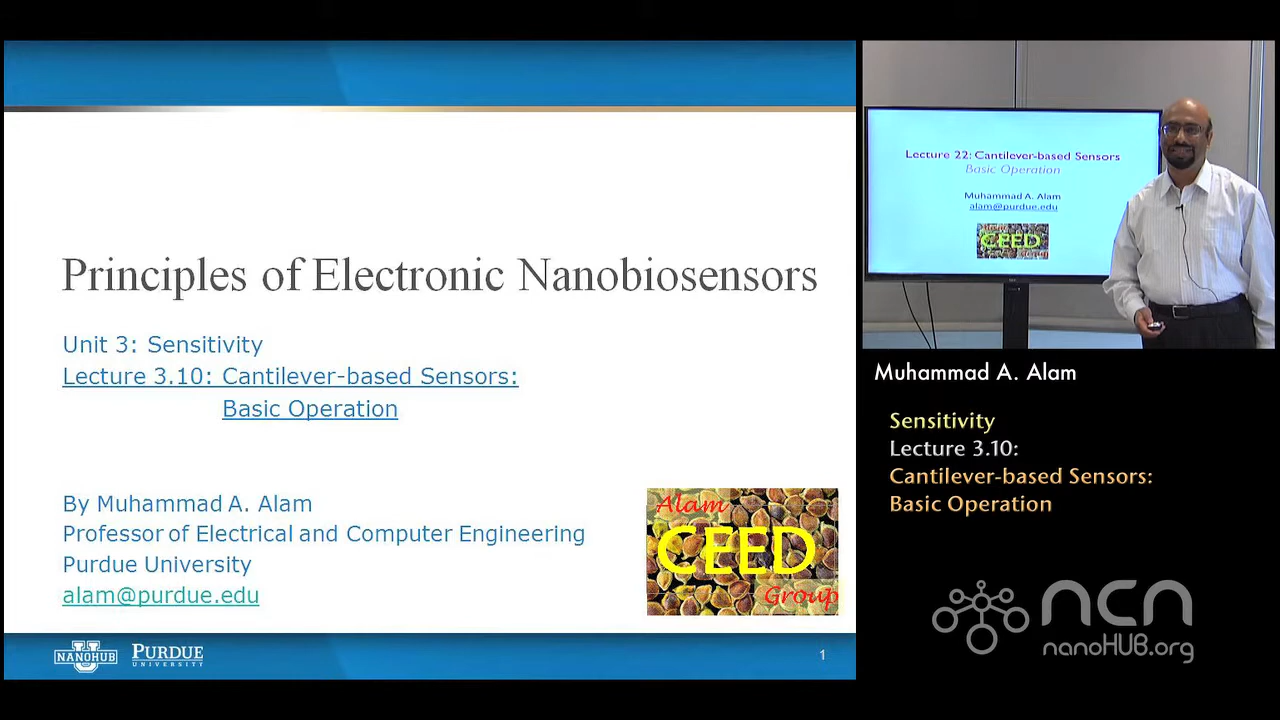 Principles of Electronic Nanobiosensors
Unit 3: Sensitivity
Lecture 3.10: Cantilever-based Sensors:
Basic Operation
By Muhammad A. Alam
Professor of Electrical and Computer Engineering
Purdue University
alam@purdue.edu
Alam
CEED
Group
NANOHUB
U
PURDUE
UNIVERSITY
1
Lecture 22: Cantilever-based Sensors
Basic Operation
Muhammad A. Alam
alam@purdue.edu
CEED
Muhammad A. Alam
Sensitivity
Lecture 3.10:
Cantilever-based Sensors:
Basic Operation
ncn
nanoHUB.org